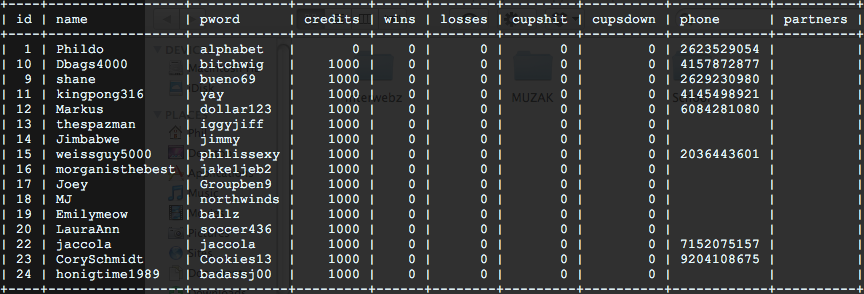 id | name | pword | credits | wins | losses | cupshit | cupsdown | phone | partners
1 | Phildo | alphabet | 0 | 0 | 0 | 0 | 0 | 2623529054 |
10 | Dbags4000 | bitchwig | 1000 | 0 | 0 | 0 | 0 | 4157872877 |
9 | shane | bueno69 | 1000 | 0 | 0 | 0 | 0 | 2629230980 |
11 | kingpong316 | yay | 1000 | 0 | 0 | 0 | 0 | 4145498921 |
12 | Markus | dollar123 | 1000 | 0 | 0 | 0 | 0 | 6084281080 |
13 | thespazman | iggyjiff | 1000 | 0 | 0 | 0 | 0 | |
14 | Jimbabwe | jimmy | 1000 | 0 | 0 | 0 | 0 | |
15 | weissguy5000 | philissexy | 1000 | 0 | 0 | 0 | 0 | 2036443601 |
16 | morganisthebest | jakeljeb2 | 1000 | 0 | 0 | 0 | 0 | |
17 | Joey | Groupben9 | 1000 | 0 | 0 | 0 | 0 | |
18 | MJ | northwinds | 1000 | 0 | 0 | 0 | 0 | |
19 | Emilymeow | ballz | 1000 | 0 | 0 | 0 | 0 | |
20 | LauraAnn | soccer436 | 1000 | 0 | 0 | 0 | 0 | |
22 | jaccola | jaccola | 1000 | 0 | 0 | 0 | 0 | 7152075157 |
23 | CorySchmidt | Cookies13 | 1000 | 0 | 0 | 0 | 0 | 9204108675 |
24 | honigtime1989 | badassj00 | 1000 | 0 | 0 | 0 | 0 | |
MUZAK